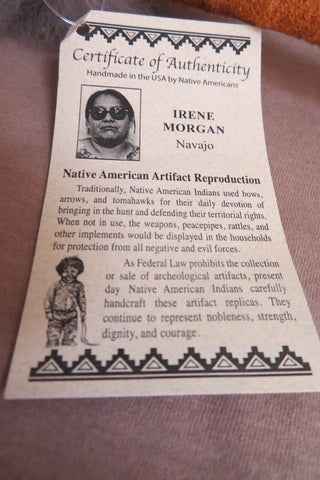 Certificate of Authenticity
Handmade in the USA by Native Americans
IRENE
MORGAN
Navajo
Native American Artifact Reproduction
Traditionally, Native American Indians used bows,
arrows, and tomahawks for their daily devotion of
bringing in the hunt and defending their territorial rights.
When not in use, the weapons, peacepipes, rattles, and
other implements would be displayed in the households
for protection from all negative and evil forces.
As Federal Law prohibits the collection
or sale of archeological artifacts, present
day Native American Indians carefully
handcraft these artifact replicas. They
continue to represent nobleness, strength,
dignity, and courage.